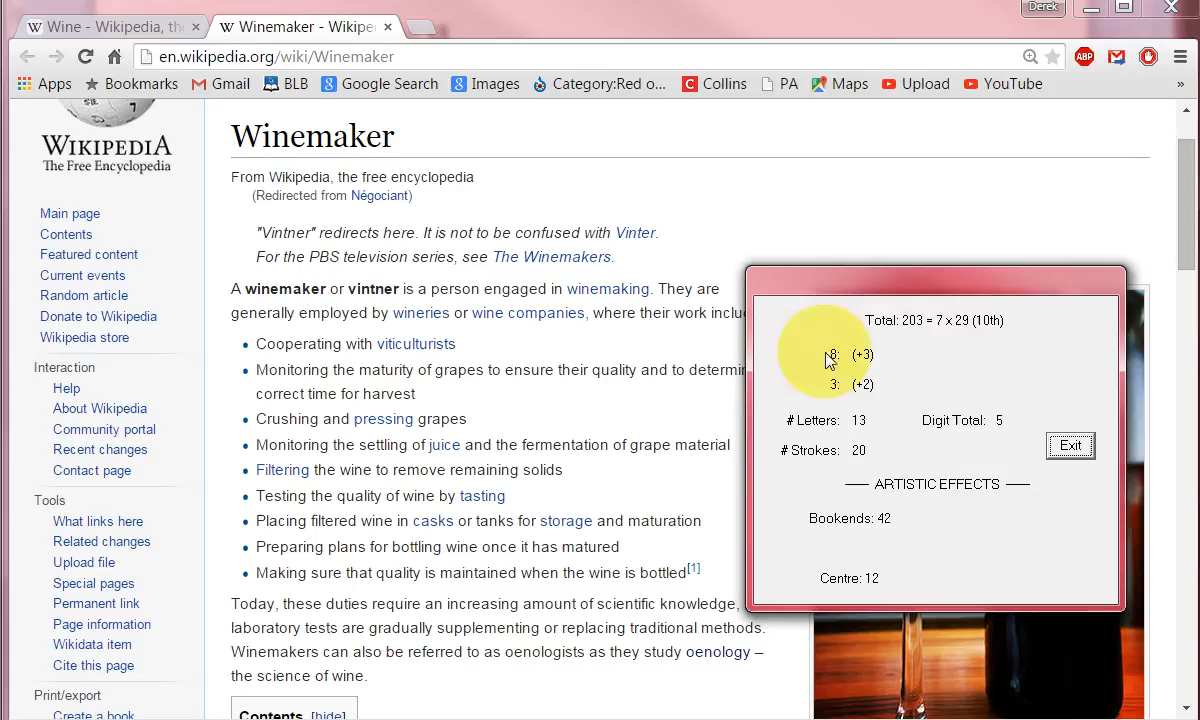 Derek
Wine - Wikipedia, the
Winemaker - Wikipe
en.wikipedia.org/wiki/Winemaker
ABP
Apps Bookmarks Gmail BLB Google Search Images Category:Red o... Collins PA Maps Upload YouTube »
WIKIPEDIA
The Free Encyclopedia
Main page
Contents
Featured content
Current events
Random article
Donate to Wikipedia
Wikipedia store
Interaction
Help
About Wikipedia
Community portal
Recent changes
Contact page
Tools
What links here
Related changes
Upload file
Special pages
Permanent link
Page information
Wikidata item
Cite this page
Print/export
Create a book
Winemaker
From Wikipedia, the free encyclopedia
(Redirected from Négociant)
"Vintner" redirects here. It is not to be confused with Vinter.
For the PBS television series, see The Winemakers.
A winemaker or vintner is a person engaged in winemaking. They are
generally employed by wineries or wine companies, where their work inclu
• Cooperating with viticulturists
• Monitoring the maturity of grapes to ensure their quality and to determin
correct time for harvest
• Crushing and pressing grapes
• Monitoring the settling of juice and the fermentation of grape material
• Filtering the wine to remove remaining solids
• Testing the quality of wine by tasting
• Placing filtered wine in casks or tanks for storage and maturation
• Preparing plans for bottling wine once it has matured
• Making sure that quality is maintained when the wine is bottled[1]
Today, these duties require an increasing amount of scientific knowledge,
laboratory tests are gradually supplementing or replacing traditional methods.
Winemakers can also be referred to as oenologists as they study oenology –
the science of wine.
Contents [hide]
Total: 203 = 7 x 29 (10th)
8: (+3)
3: (+2)
# Letters: 13 Digit Total: 5
# Strokes: 20
Exit
ARTISTIC EFFECTS
Bookends: 42
Centre: 12